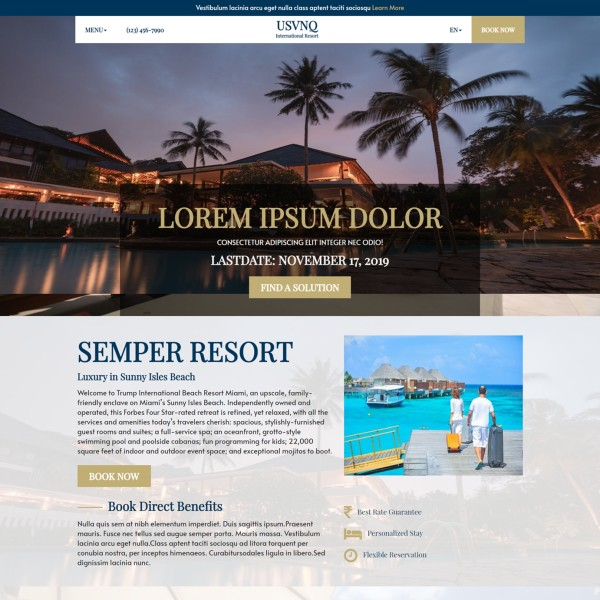 Vestibulum lacinia arcu eget nulla class aptent taciti sociosqu Learn More
MENU
(123) 456-7990
USVNQ
International Resort
EN
BOOK NOW
LOREM IPSUM DOLOR
CONSECTETUR ADIPISCING ELIT INTEGER NEC ODIO!
LASTDATE: NOVEMBER 17, 2019
FIND A SOLUTION
SEMPER RESORT
Luxury in Sunny Isles Beach
Welcome to Trump International Beach Resort Miami, an upscale, family-
friendly enclave on Miami's Sunny Isles Beach. Independently owned and
operated, this Forbes Four Star-rated retreat is refined, yet relaxed, with all the
services and amenities today's travelers cherish: spacious, stylishly-furnished
guest rooms and suites; a full-service spa; an oceanfront, grotto-style
swimming pool and poolside cabanas; fun programming for kids; 22,000
square feet of indoor and outdoor event space; and exceptional mojitos to boot.
BOOK NOW
Book Direct Benefits
Nulla quis sem at nibh elementum imperdiet. Duis sagittis ipsum.Praesent
mauris. Fusce nec tellus sed augue semper porta. Mauris massa. Vestibulum
lacinia arcu eget nulla.Class aptent taciti sociosqu ad litora torquent per
conubia nostra, per inceptos himenaeos. Curabitursodales ligula in libero.Sed
dignissim lacinia nunc.
₹ Best Rate Guarantee
Personalized Stay
Flexible Reservation